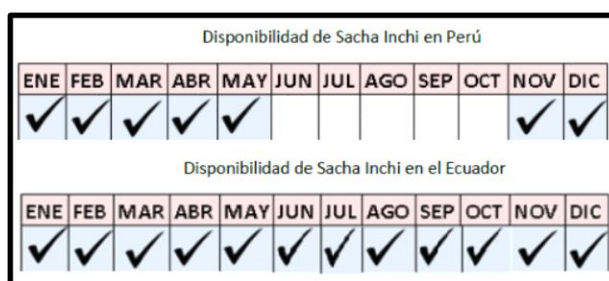 Disponibilidad de Sacha Inchi en Perú
ENE FEB MAR ABR MAY JUN JUL AGO SEP OCT NOV DIC
Disponibilidad de Sacha Inchi en el Ecuador
ENE FEB MAR ABR MAY JUN JUL AGO SEP OCT NOV DIC